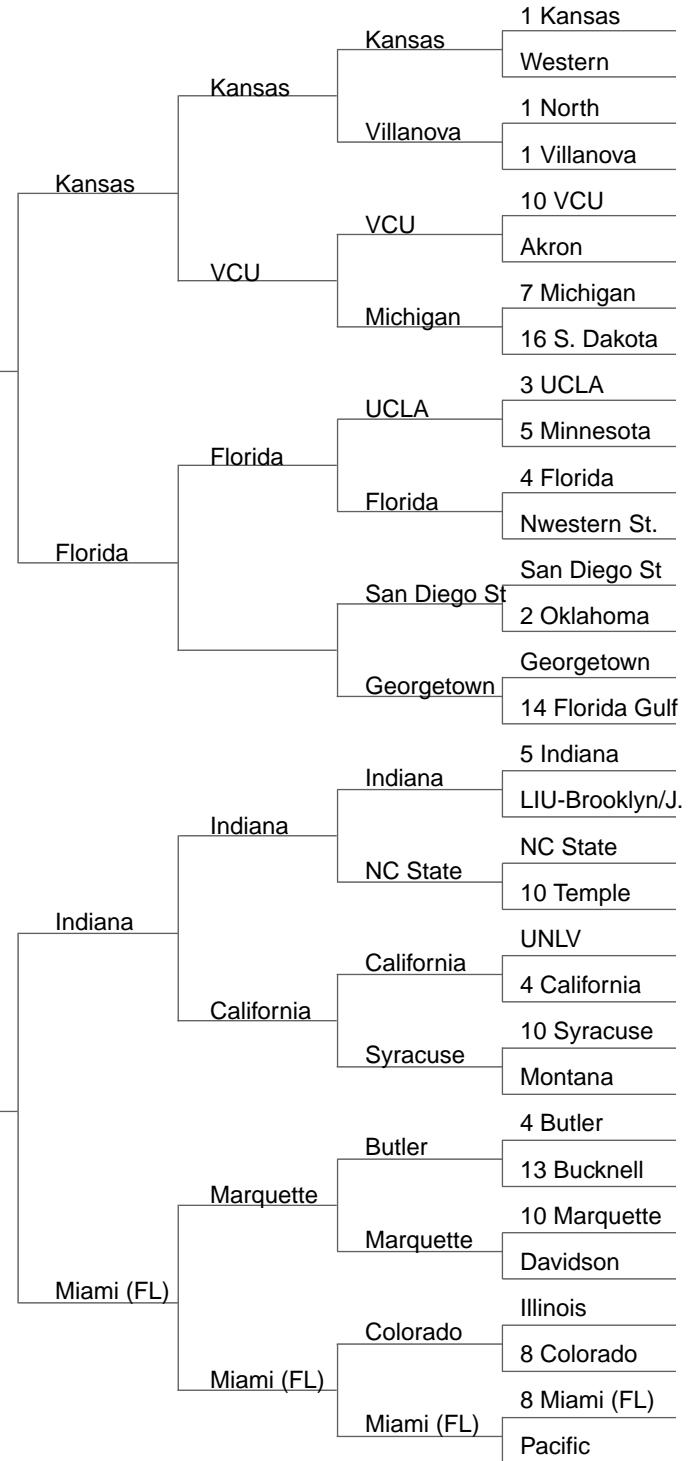 1 Kansas
Kansas
Western
Kansas
1 North
Villanova
1 Villanova
Kansas
10 VCU
VCU
Akron
VCU
7 Michigan
Michigan
16 S. Dakota
3 UCLA
UCLA
5 Minnesota
Florida
4 Florida
Florida
Nwestern St.
Florida
San Diego St
San Diego St
2 Oklahoma
Georgetown
Georgetown
14 Florida Gulf
5 Indiana
Indiana
LIU-Brooklyn/J.
Indiana
NC State
NC State
10 Temple
Indiana
UNLV
California
4 California
California
10 Syracuse
Syracuse
Montana
4 Butler
Butler
13 Bucknell
Marquette
10 Marquette
Marquette
Davidson
Miami (FL)
Illinois
Colorado
8 Colorado
Miami (FL)
8 Miami (FL)
Miami (FL)
Pacific